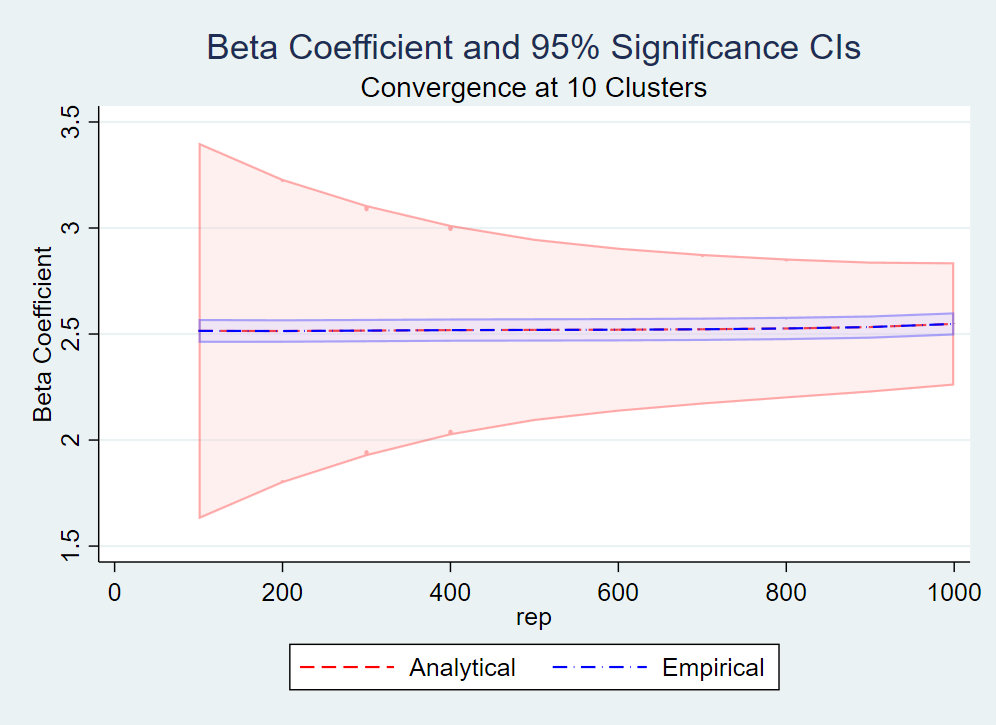 Beta Coefficient and 95% Significance CIs
Convergence at 10 Clusters
Beta Coefficient
3.5
3
2.5
2
1.5
0 200 400 600 800 1000
rep
Analytical Empirical